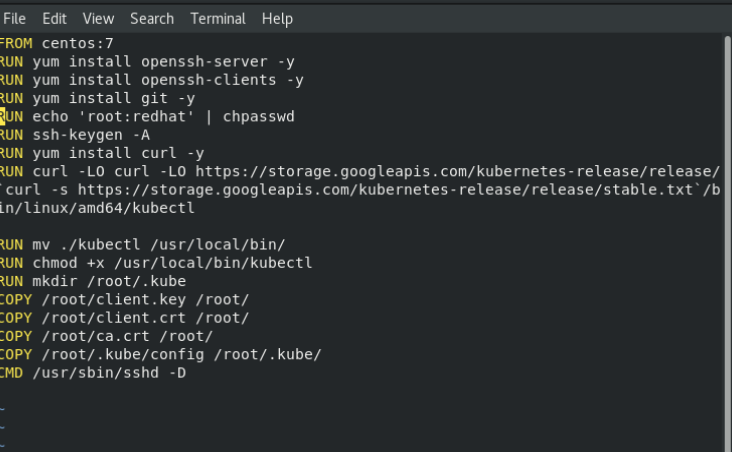 File Edit View Search Terminal Help
FROM centos:7
RUN yum install openssh-server -y
RUN yum install openssh-clients -y
RUN yum install git -y
RUN echo 'root:redhat' | chpasswd
RUN ssh-keygen -A
RUN yum install curl -y
RUN curl -LO curl -LO https://storage.googleapis.com/kubernetes-release/release/
`curl -s https://storage.googleapis.com/kubernetes-release/release/stable.txt`/b
in/linux/amd64/kubectl
RUN mv ./kubectl /usr/local/bin/
RUN chmod +x /usr/local/bin/kubectl
RUN mkdir /root/.kube
COPY /root/client.key /root/
COPY /root/client.crt /root/
COPY /root/ca.crt /root/
COPY /root/.kube/config /root/.kube/
CMD /usr/sbin/sshd -D
~
~
~